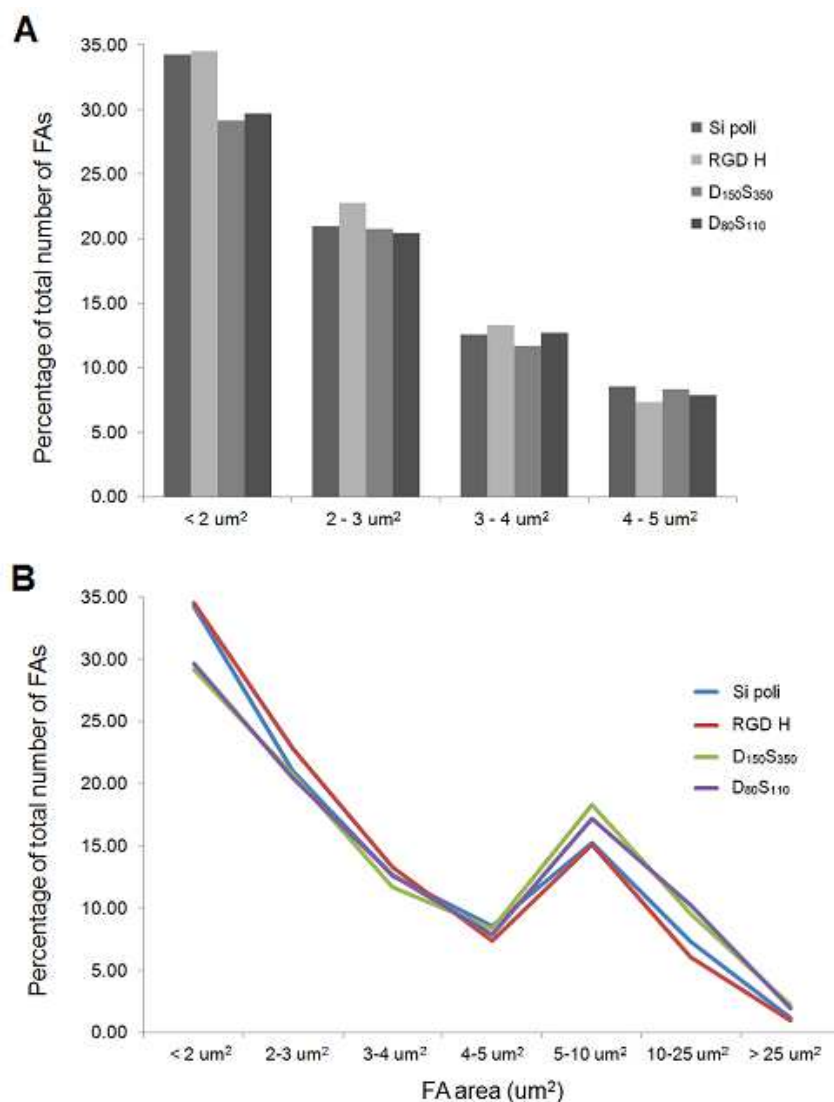 A
Percentage of total number of FAs
35.00
30.00
25.00
20.00
15.00
10.00
5.00
0.00
< 2 um²
2 - 3 um²
3 - 4 um²
4 - 5 um²
Si poli
RGD H
D₁₅₀S₃₅₀
D₈₀S₁₁₀
B
Percentage of total number of FAs
35.00
30.00
25.00
20.00
15.00
10.00
5.00
0.00
< 2 um²
2-3 um²
3-4 um²
4-5 um²
5-10 um²
10-25 um²
> 25 um²
FA area (um²)
Si poli
RGD H
D₁₅₀S₃₅₀
D₈₀S₁₁₀